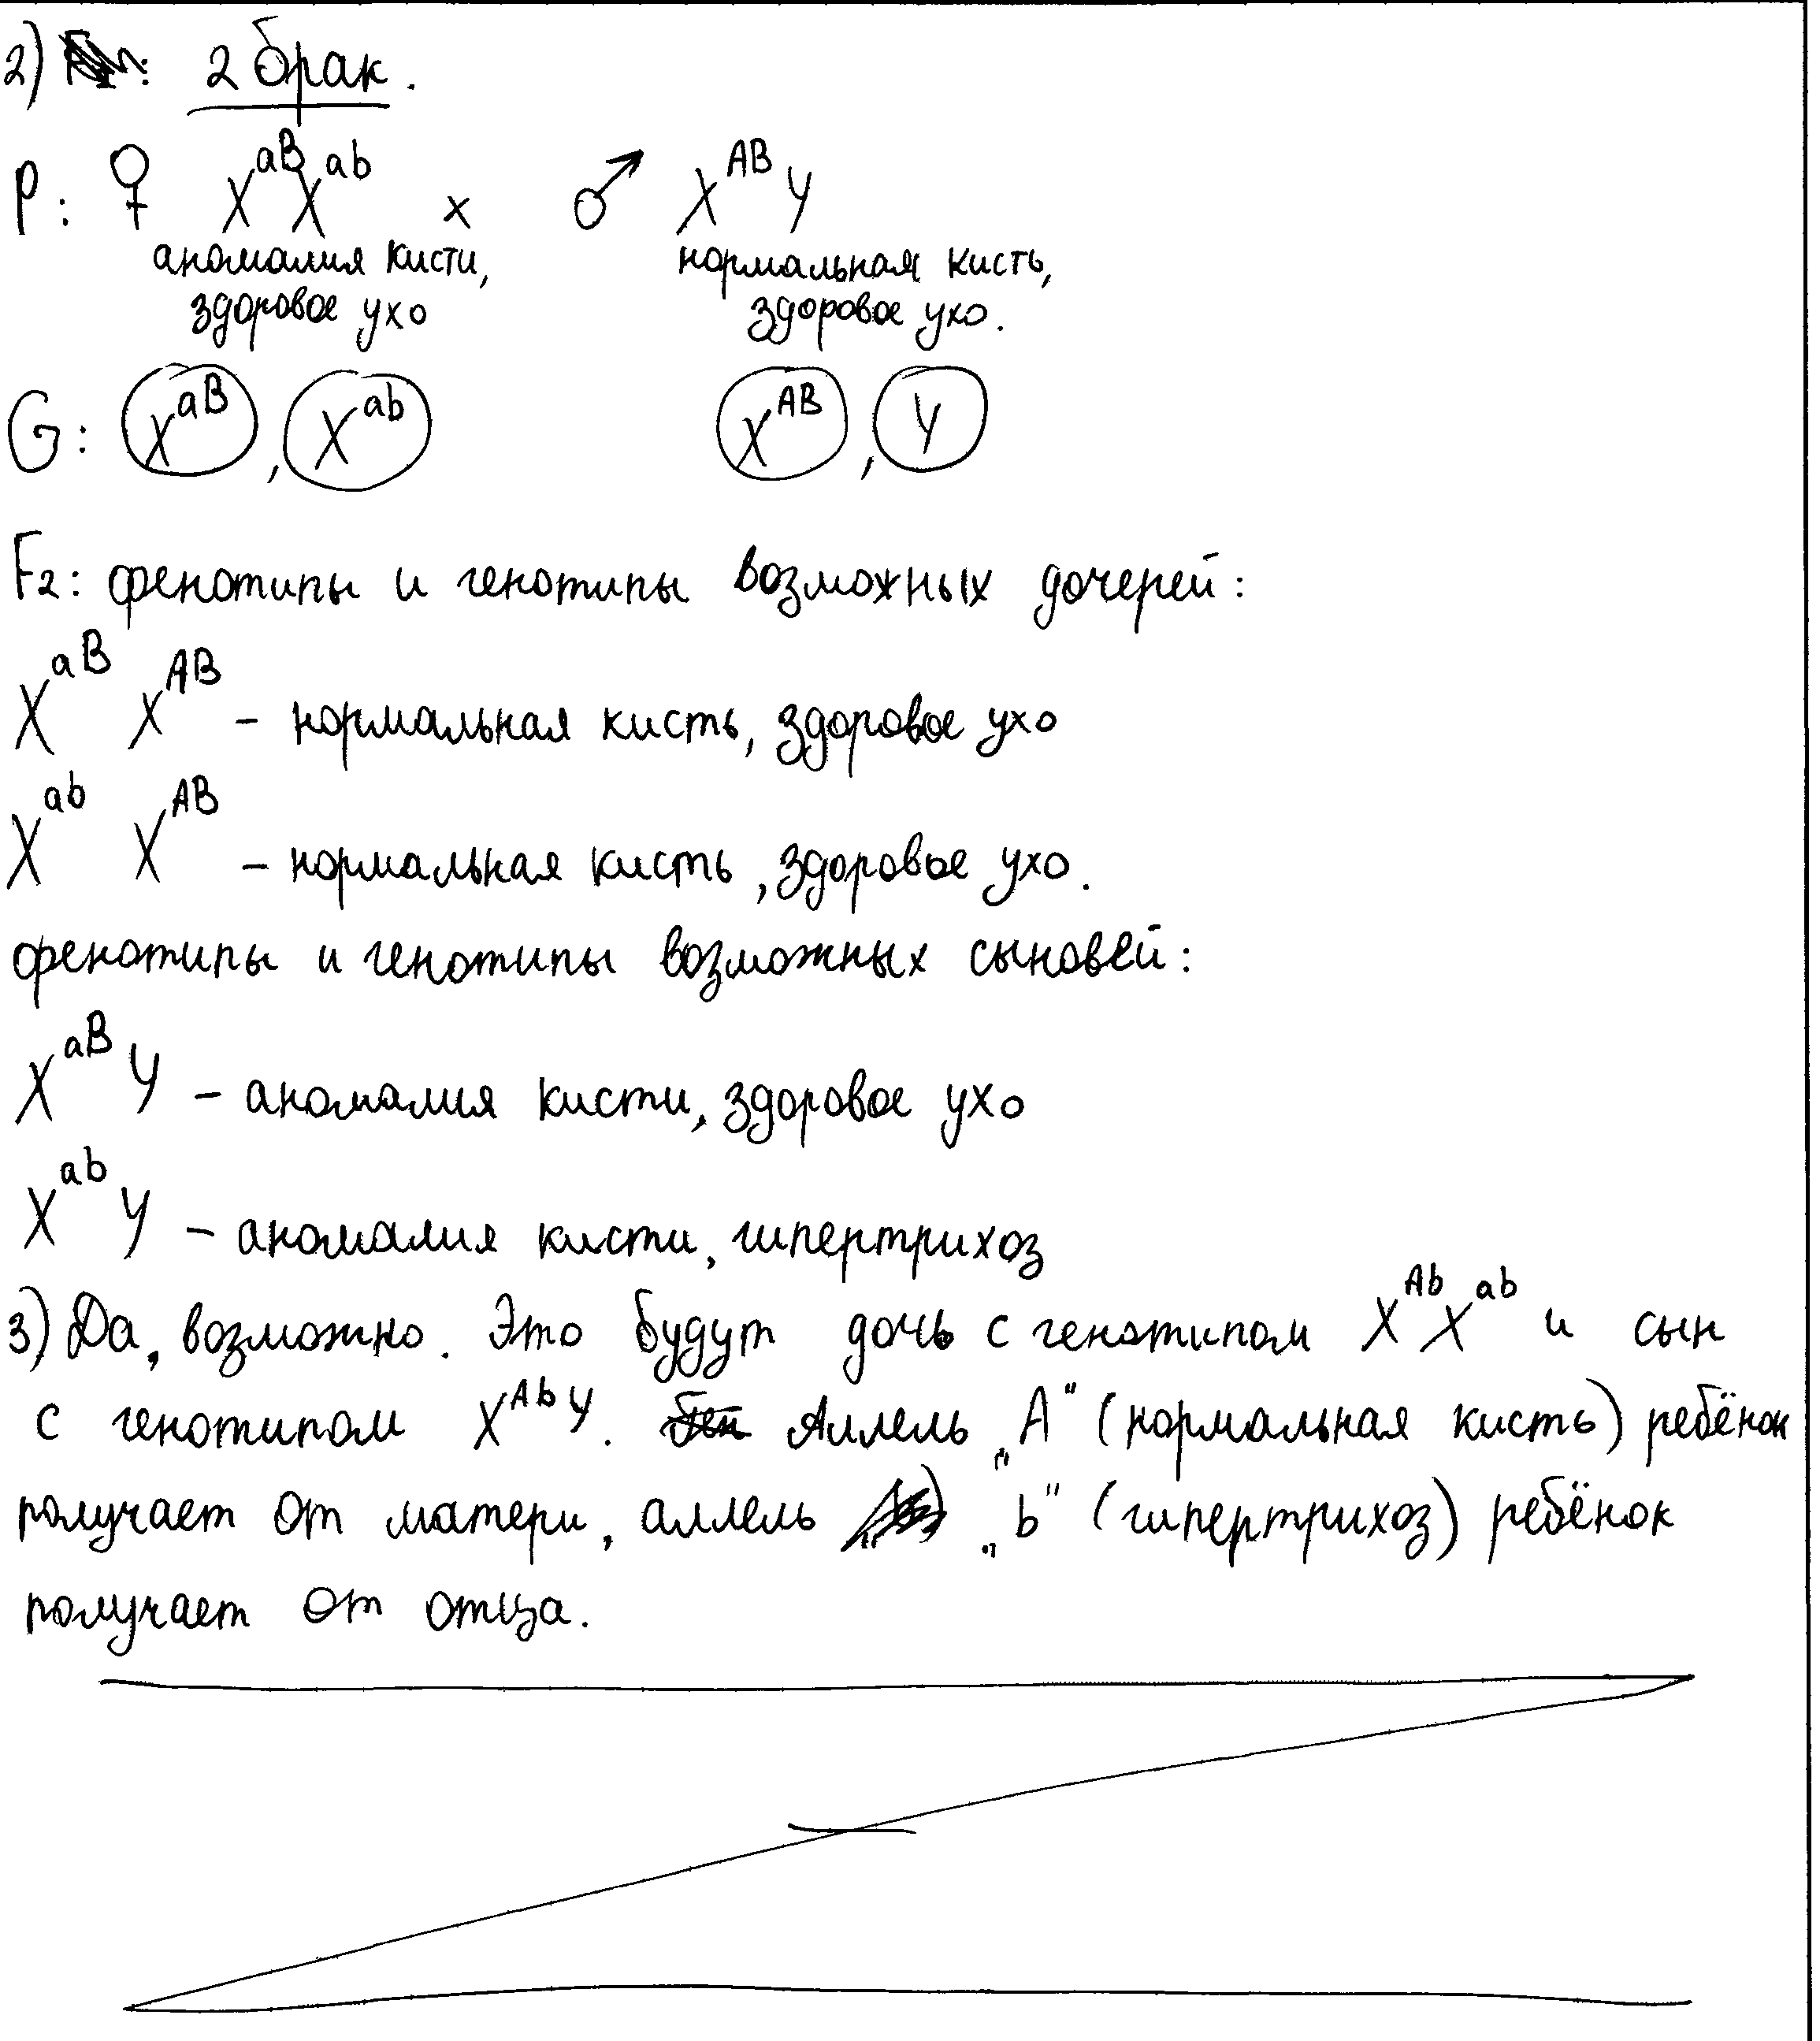 2) 2 брак.
P: ♀ X^aB X^ab x ♂ X^AB Y
аномалия кисти, нормальная кисть,
здоровое ухо здоровое ухо.
G: X^aB, X^ab X^AB, Y
F2: фенотипы и генотипы возможных дочерей:
X^aB X^AB - нормальная кисть, здоровое ухо
X^ab X^AB - нормальная кисть, здоровое ухо.
фенотипы и генотипы возможных сыновей:
X^aB Y - аномалия кисти, здоровое ухо
X^ab Y - аномалия кисти, гипертрихоз
3) Да, возможно. Это будут дочь с генотипом X^Ab X^ab и сын
с генотипом X^Ab Y. Аллель „A" (нормальная кисть) ребёнок
получает от матери, аллель „b" (гипертрихоз) ребёнок
получает от отца.